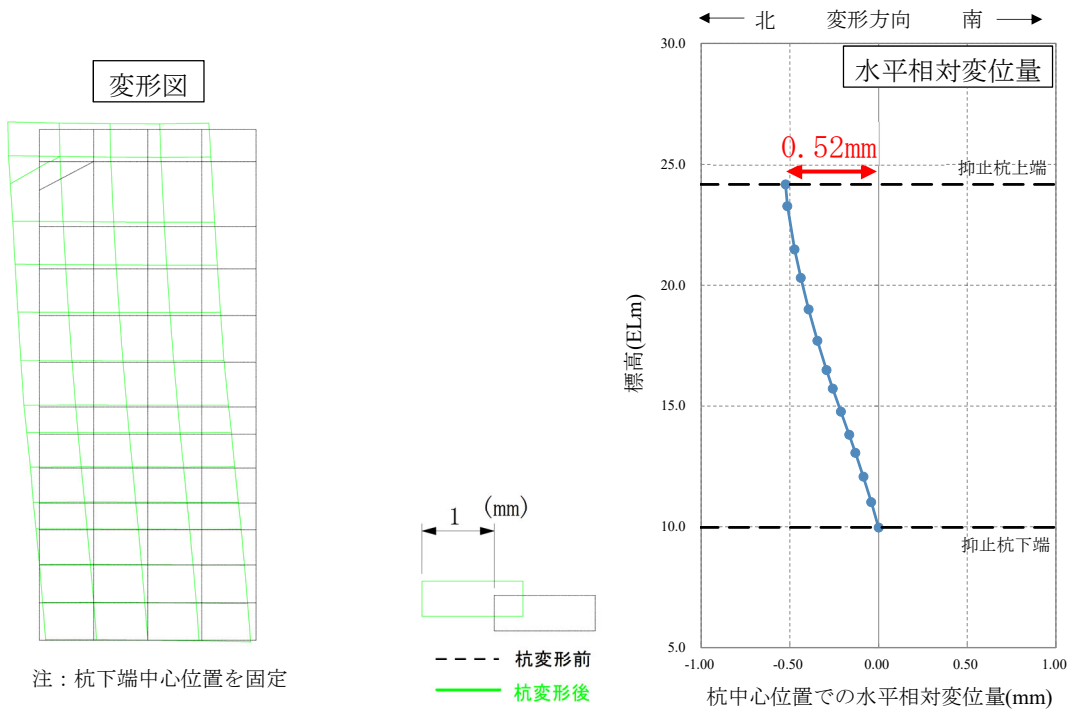 変形図
注：杭下端中心位置を固定
1 (mm)
杭変形前
杭変形後
北 変形方向 南
水平相対変位量
0.52mm
抑止杭上端
抑止杭下端
標高(ELm)
30.0
25.0
20.0
15.0
10.0
5.0
-1.00 -0.50 0.00 0.50 1.00
杭中心位置での水平相対変位量(mm)